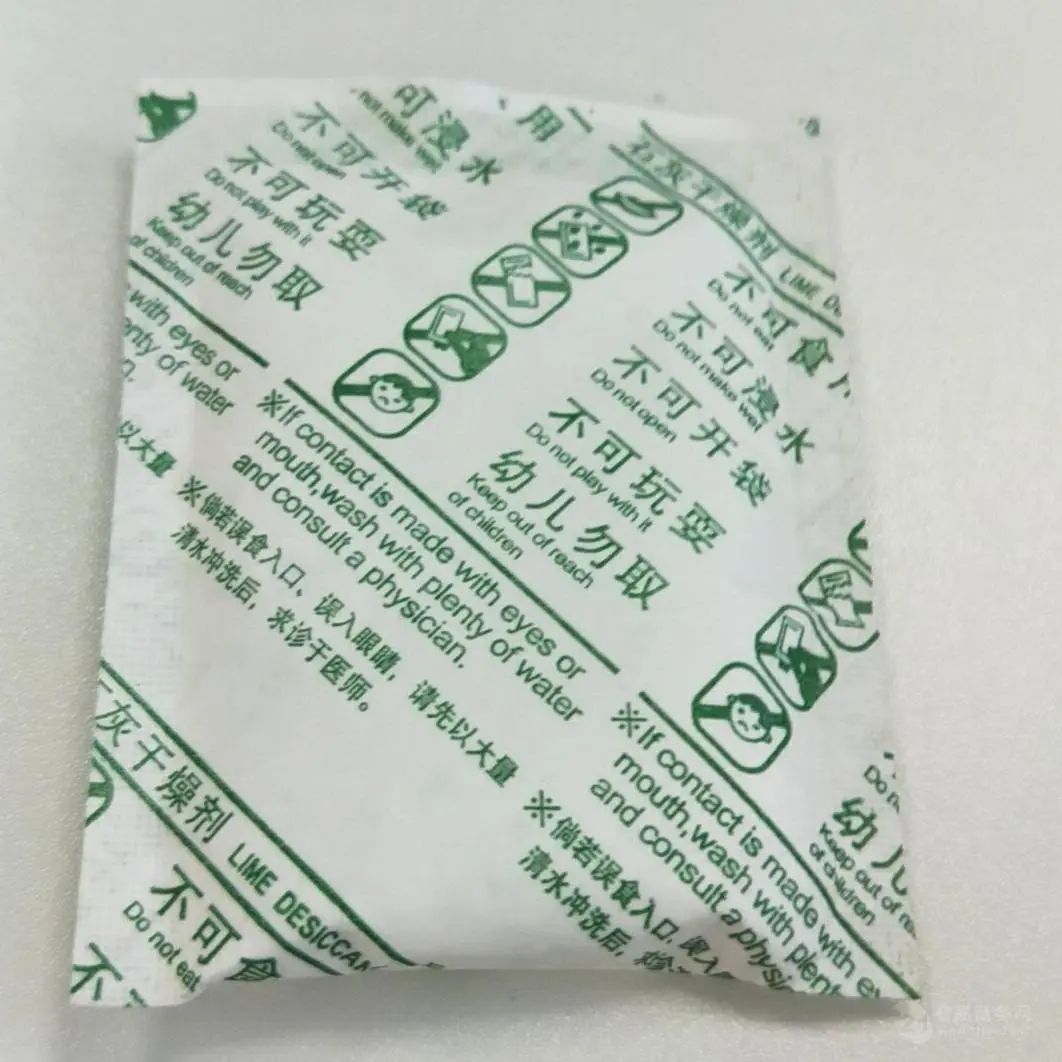 可浸水
not make wet
不可开袋
Do not open
不可玩耍
Do not play with it
幼儿勿取
Keep out of reach
of children
用
石灰干燥剂 LIME DE
不可食用
Do not eat
不可浸水
Do not make wet
不可开袋
Do not open
不可玩耍
Do not play with it
幼儿勿取
Keep out of reach
of children
with eyes or
enty of water
以大量
※If contact is made with eyes or
mouth,wash with plenty of water
and consult a physician.
※倘若误食入口、误入眼睛,请先以大量
清水冲洗后,求诊于医师。
灰干燥剂 LIME DESICCAN
不可食
Do not eat
不
※If contact is made with ey
mouth,wash with plent
and consult a physi
※倘若误食入口、误入
清水冲洗后,
Do n
幼儿
Keep out of re
of children